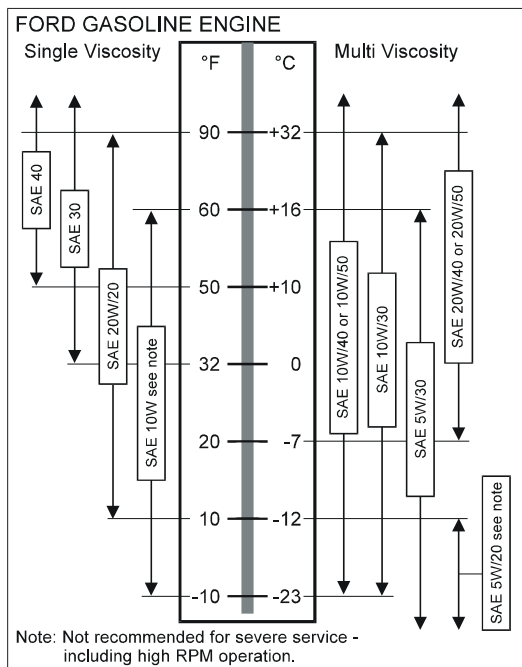 FORD GASOLINE ENGINE
Single Viscosity
°F
°C
Multi Viscosity
90
+32
60
+16
50
+10
32
0
20
-7
10
-12
-10
-23
SAE 40
SAE 30
SAE 20W/20
SAE 10W see note
SAE 10W/40 or 10W/50
SAE 10W/30
SAE 5W/30
SAE 20W/40 or 20W/50
SAE 5W/20 see note
Note: Not recommended for severe service -
including high RPM operation.